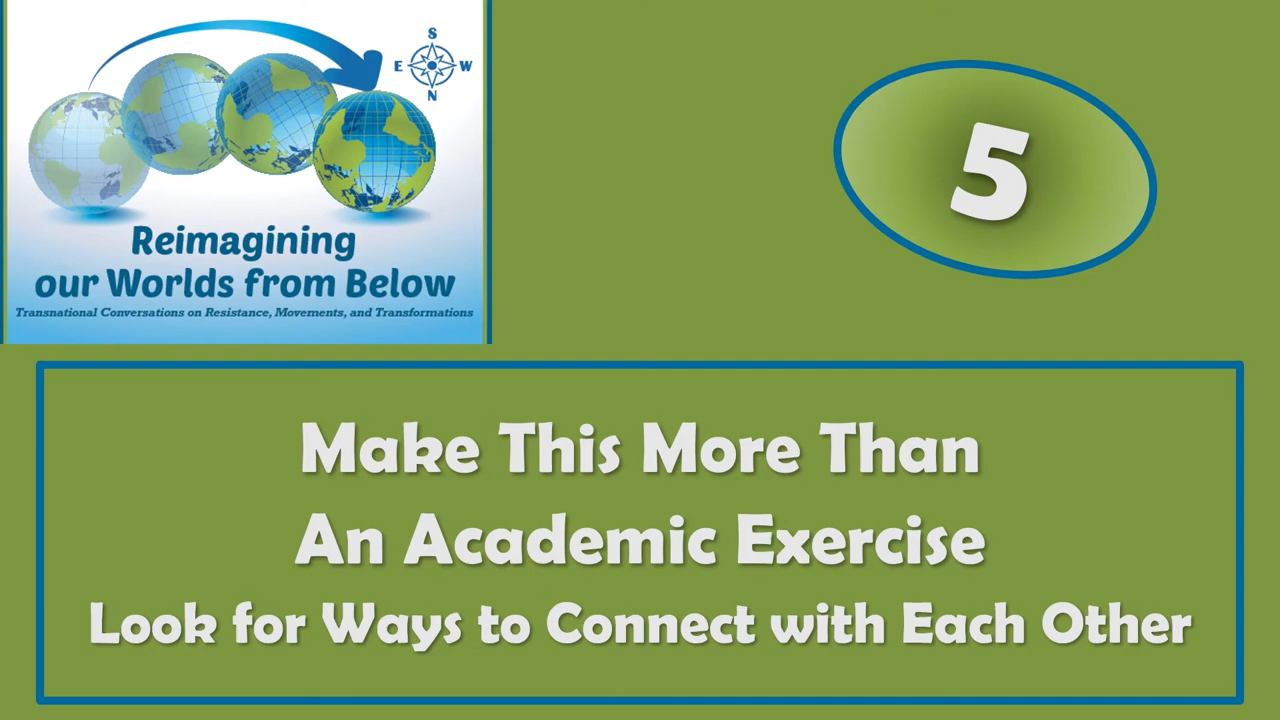 S
E W
N
Reimagining
our Worlds from Below
Transnational Conversations on Resistance, Movements, and Transformations
5
Make This More Than
An Academic Exercise
Look for Ways to Connect with Each Other